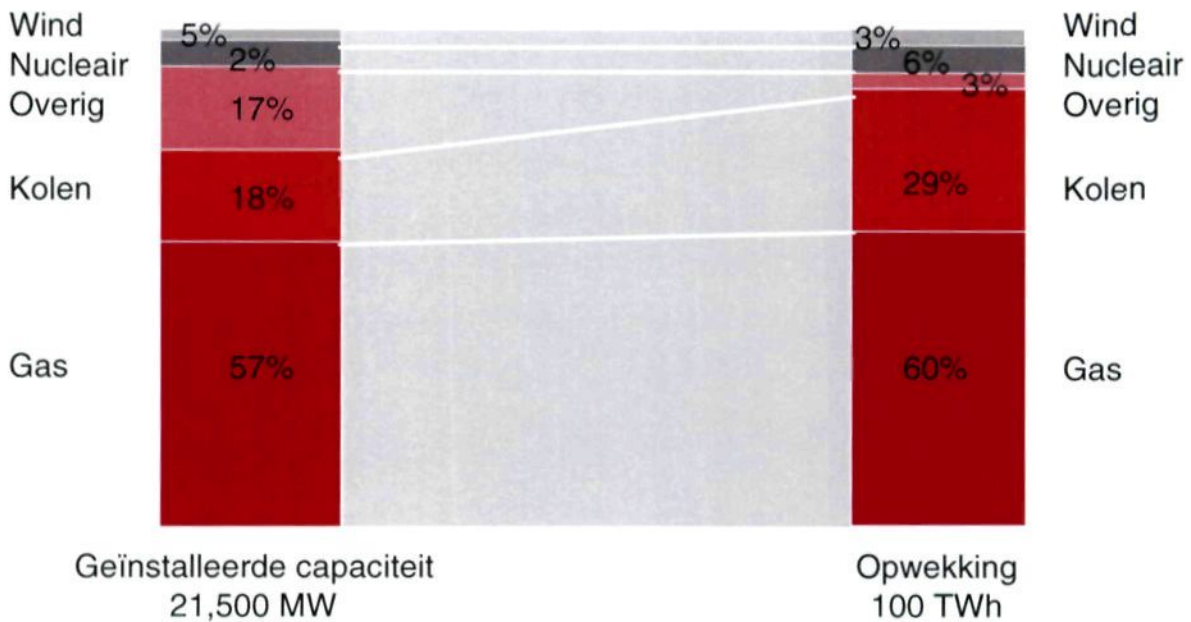 Wind
5%
3%
Wind
Nucleair
2%
6%
Nucleair
Overig
17%
3%
Overig
Kolen
18%
29%
Kolen
Gas
57%
60%
Gas
Geïnstalleerde capaciteit
21,500 MW
Opwekking
100 TWh